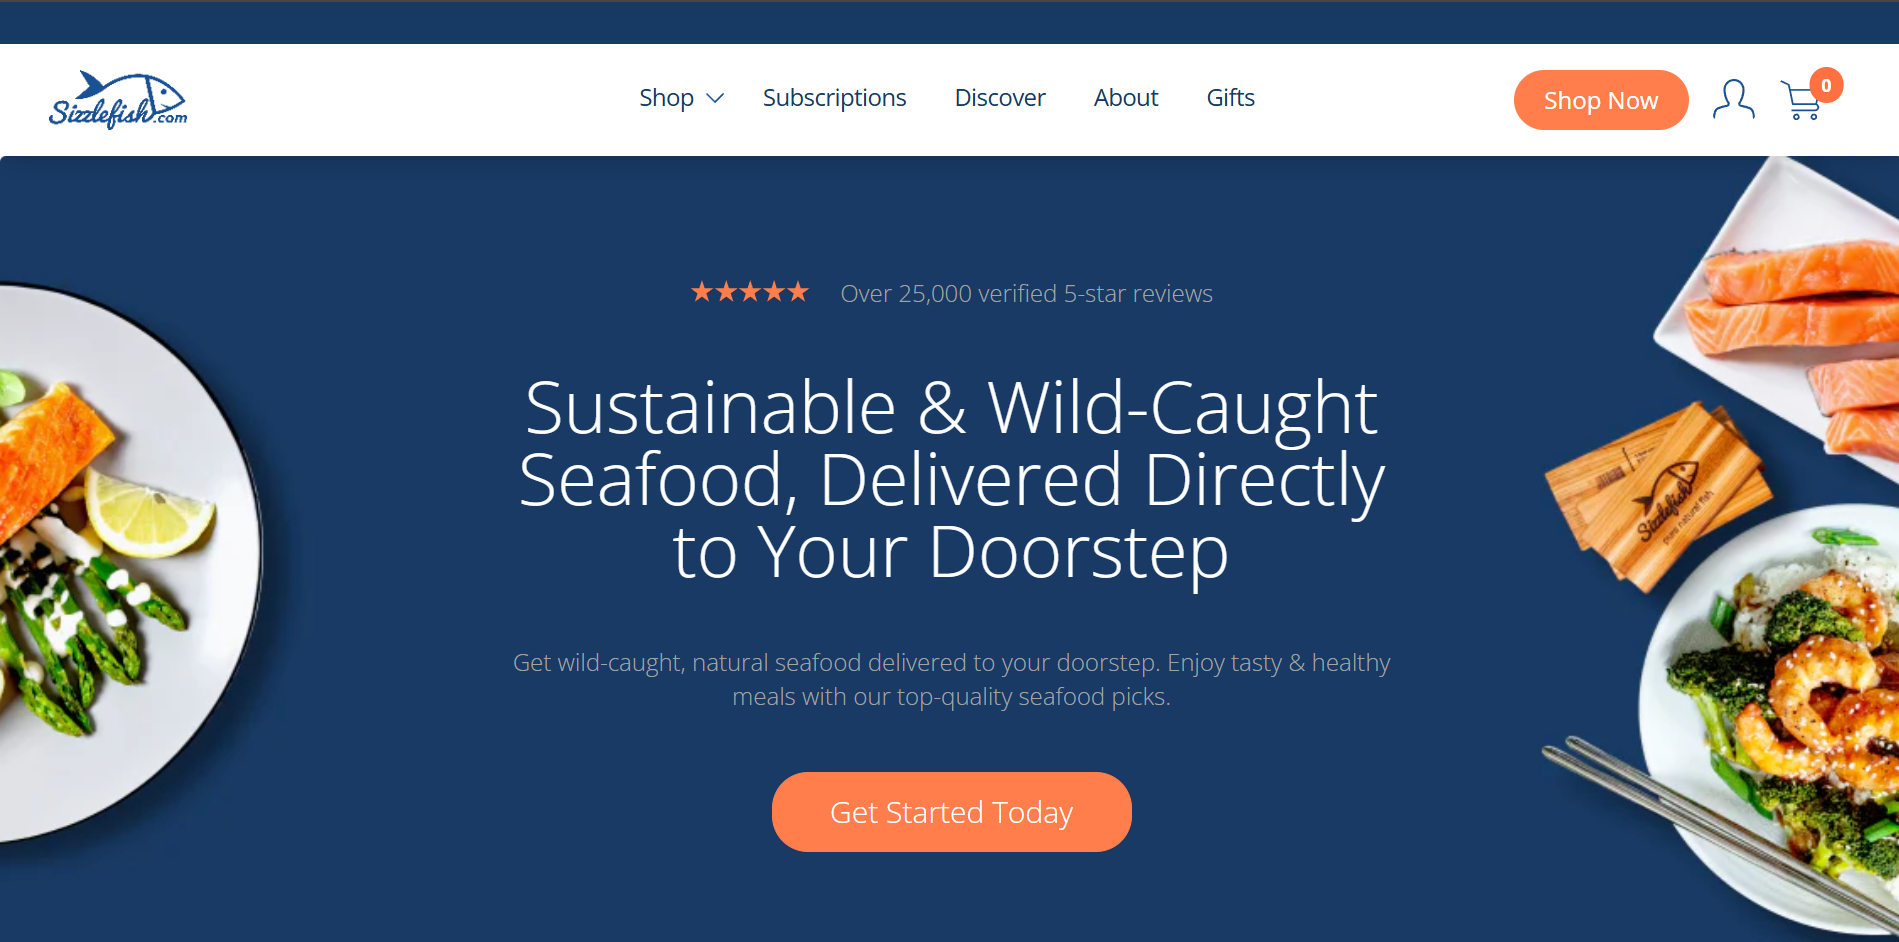 Sizzlefish.com
Shop
Subscriptions
Discover
About
Gifts
Shop Now
0
Over 25,000 verified 5-star reviews
Sustainable & Wild-Caught
Seafood, Delivered Directly
to Your Doorstep
Sizzlefish
Get wild-caught, natural seafood delivered to your doorstep. Enjoy tasty & healthy
meals with our top-quality seafood picks.
Get Started Today